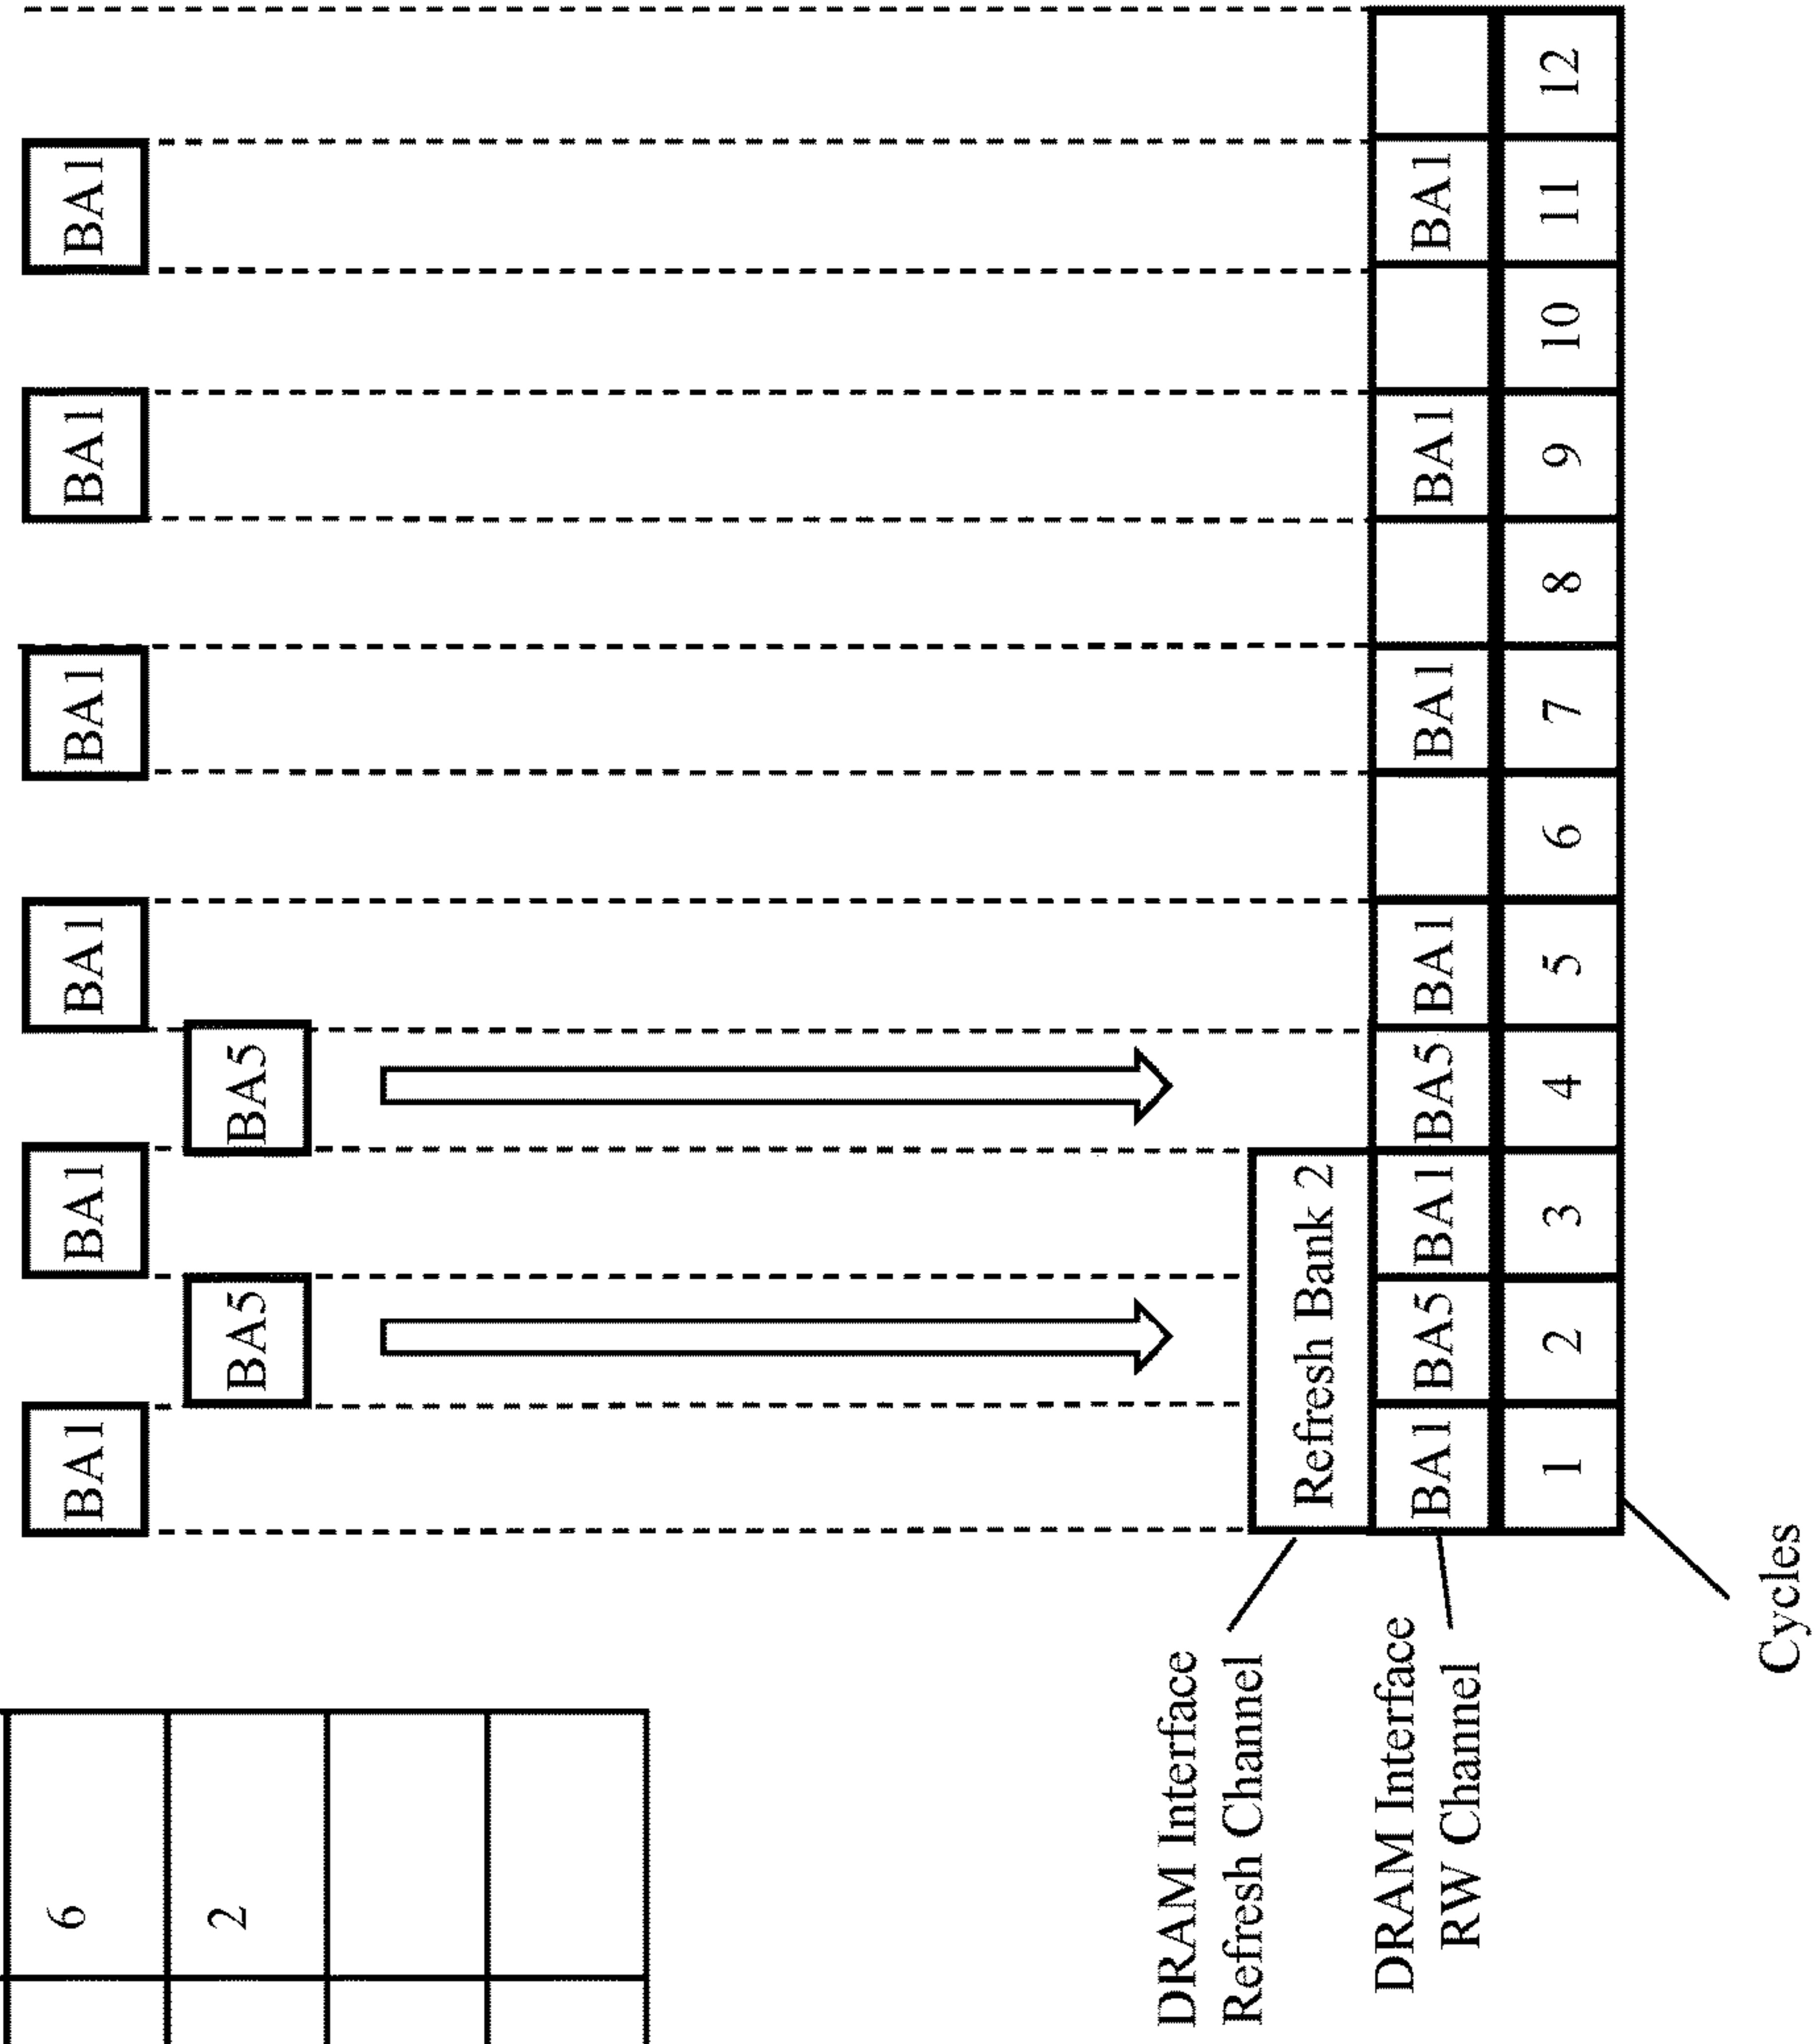 6 BA1 BA1 BA1 BA1 BA1 BA1
2 BA5 BA5
DRAM Interface
Refresh Channel
Refresh Bank 2
DRAM Interface
RW Channel
BA1 BA5 BA1 BA5 BA1 BA1 BA1 BA1
1 2 3 4 5 6 7 8 9 10 11 12
Cycles